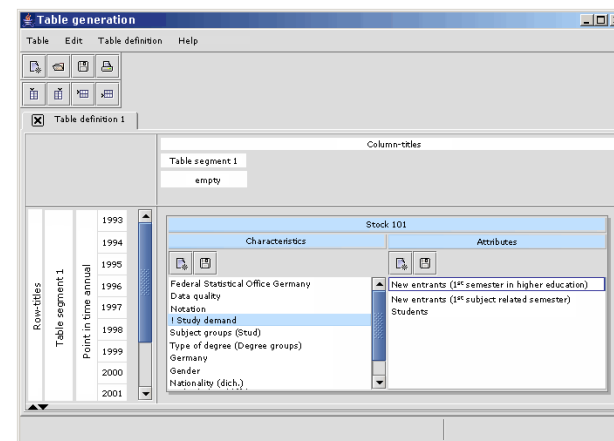 Table generation
Table Edit Table definition Help
Table definition 1
Column-titles
Table segment 1
empty
Row-titles
Table segment 1
Point in time annual
1993
1994
1995
1996
1997
1998
1999
2000
2001
Stock 101
Characteristics
Attributes
Federal Statistical Office Germany
Data quality
Notation
! Study demand
Subject groups (Stud)
Type of degree (Degree groups)
Germany
Gender
Nationality (dich.)
New entrants (1st semester in higher education)
New entrants (1st subject related semester)
Students